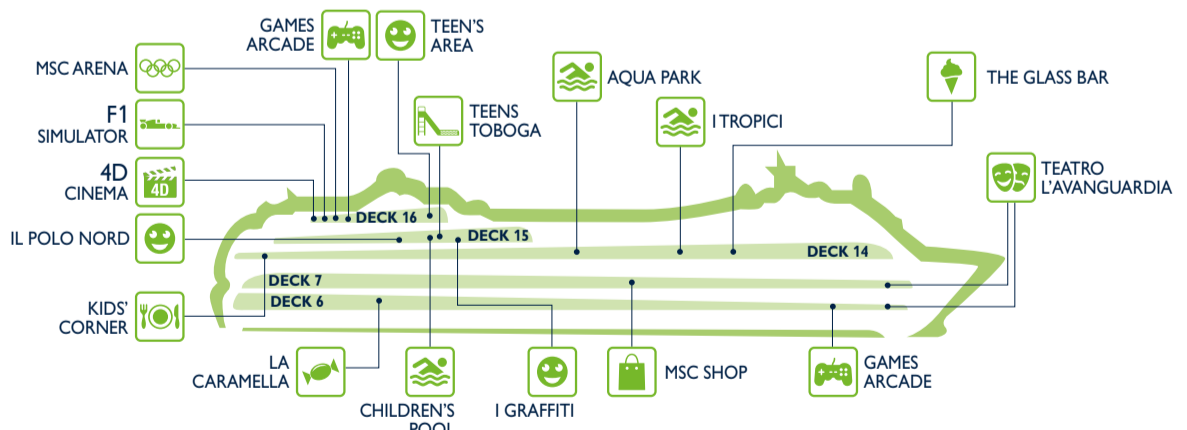 GAMES
ARCADE
TEEN'S
AREA
MSC ARENA
F1
SIMULATOR
4D
CINEMA
4D
TEENS
TOBOGA
AQUA PARK
I TROPICI
THE GLASS BAR
TEATRO
L'AVANGUARDIA
IL POLO NORD
DECK 16
DECK 15
DECK 14
DECK 7
DECK 6
KIDS'
CORNER
LA
CARAMELLA
CHILDREN'S
POOL
I GRAFFITI
MSC SHOP
GAMES
ARCADE